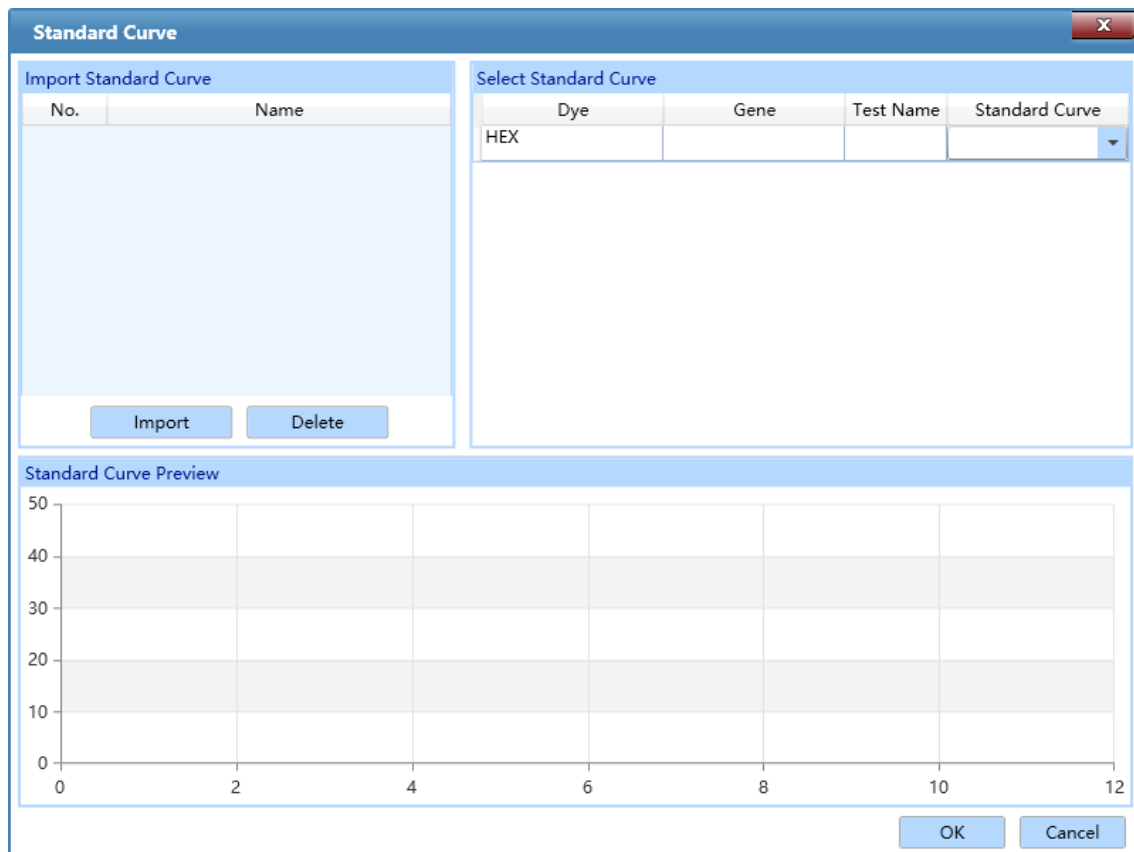 Standard Curve
x
Import Standard Curve
No. Name
Import Delete
Select Standard Curve
Dye Gene Test Name Standard Curve
HEX
Standard Curve Preview
50
40
30
20
10
0
0 2 4 6 8 10 12
OK Cancel